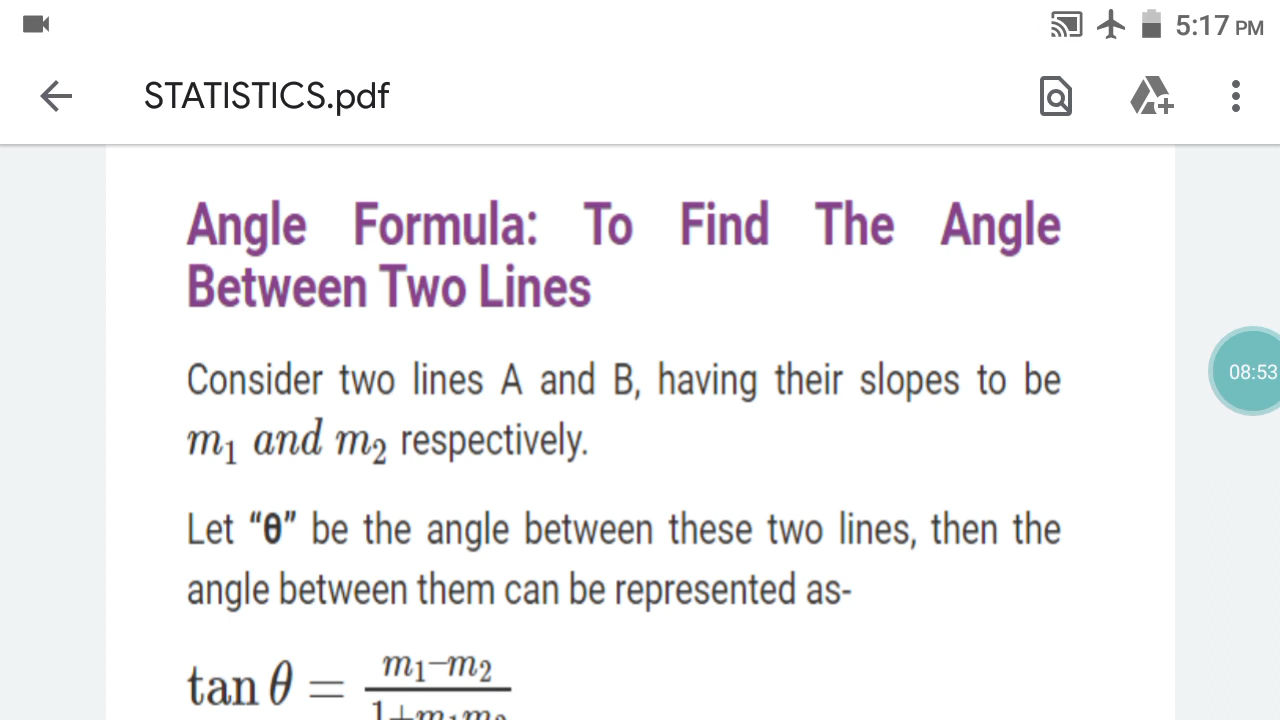 5:17 PM
STATISTICS.pdf
Angle Formula: To Find The Angle
Between Two Lines
Consider two lines A and B, having their slopes to be
m₁ and m₂ respectively.
08:53
Let “θ” be the angle between these two lines, then the
angle between them can be represented as-
tan θ = m₁−m₂
1+m₁m₂